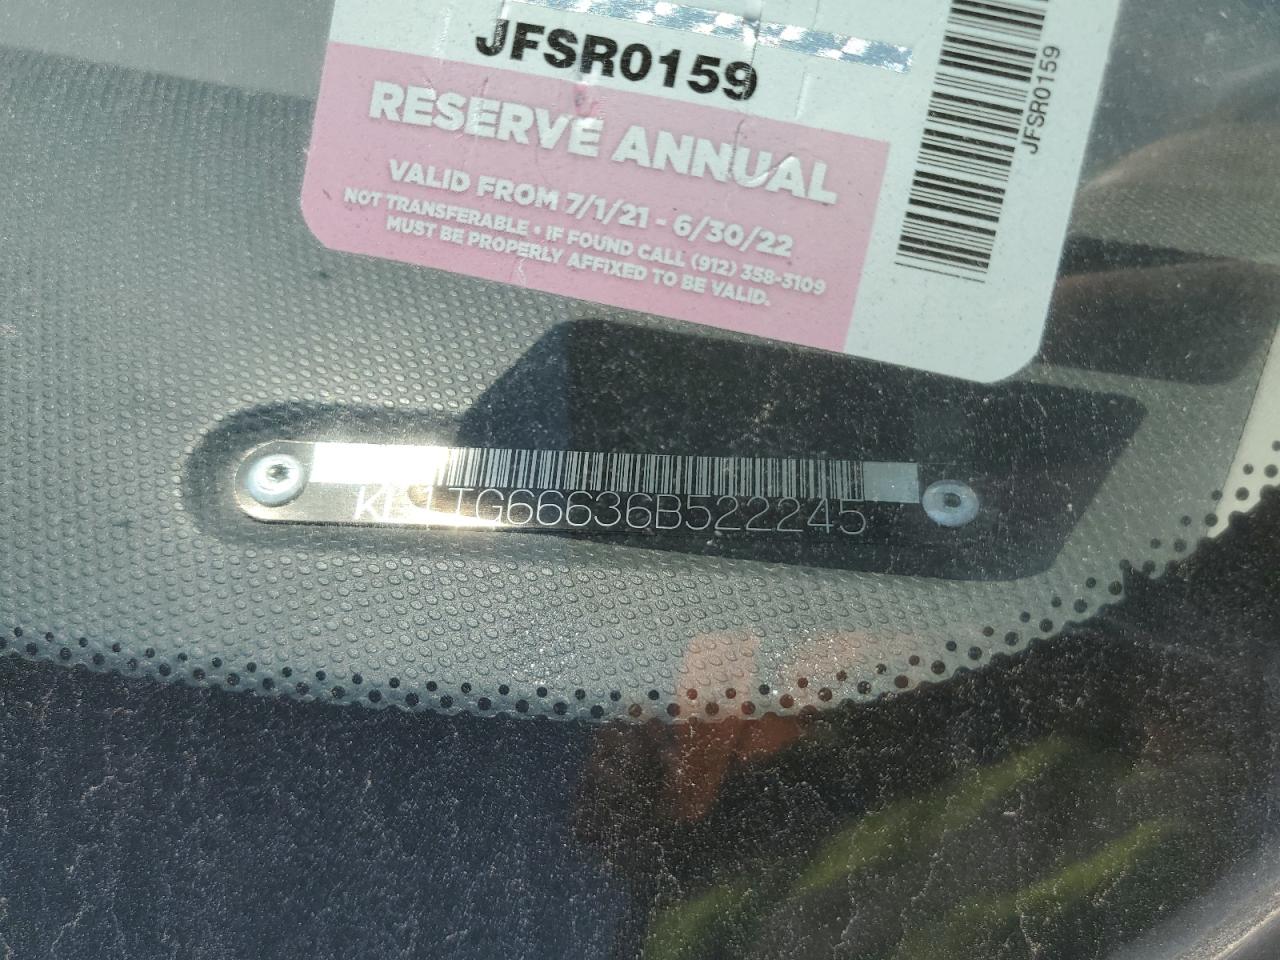 JFSR0159
RESERVE ANNUAL
VALID FROM 7/1/21 - 6/30/22
NOT TRANSFERABLE • IF FOUND CALL (912) 358-3109
MUST BE PROPERLY AFFIXED TO BE VALID.
JFSR0159
KL1TG66636B522245